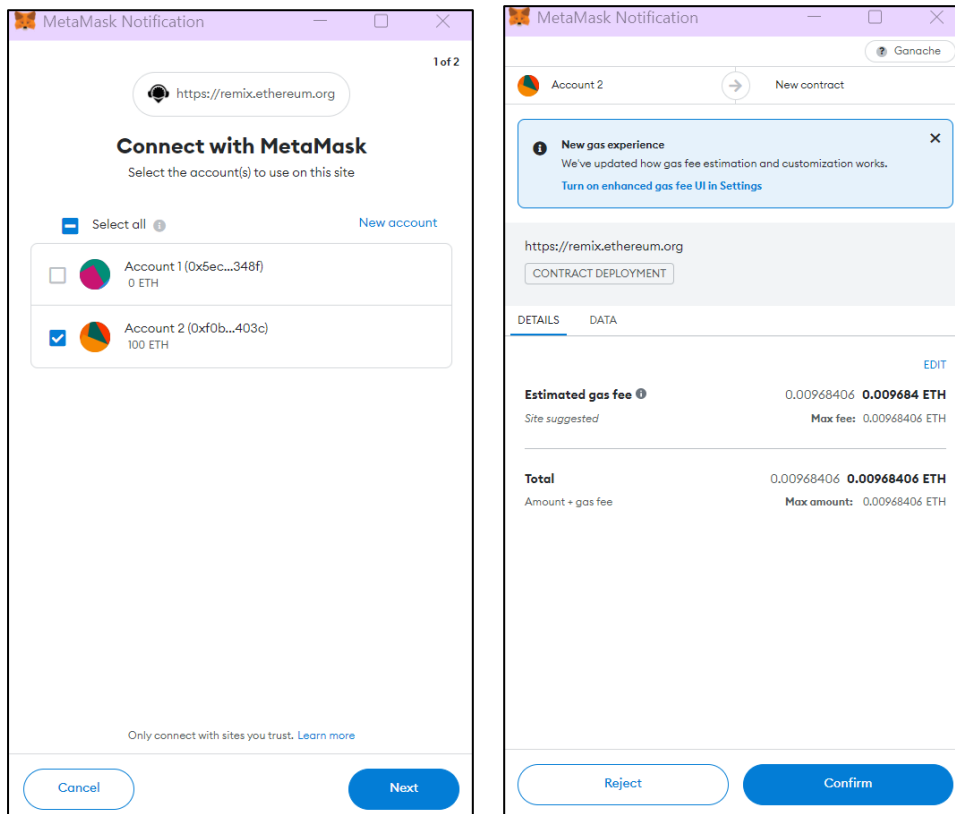 MetaMask Notification
1 of 2
https://remix.ethereum.org
Connect with MetaMask
Select the account(s) to use on this site
Select all
New account
Account 1 (0x5ec...348f)
0 ETH
Account 2 (0xf0b...403c)
100 ETH
Only connect with sites you trust. Learn more
Cancel
Next
MetaMask Notification
? Ganache
Account 2
New contract
New gas experience
We've updated how gas fee estimation and customization works.
Turn on enhanced gas fee UI in Settings
https://remix.ethereum.org
CONTRACT DEPLOYMENT
DETAILS
DATA
EDIT
Estimated gas fee 0.00968406 0.009684 ETH
Site suggested Max fee: 0.00968406 ETH
Total 0.00968406 0.00968406 ETH
Amount + gas fee Max amount: 0.00968406 ETH
Reject
Confirm